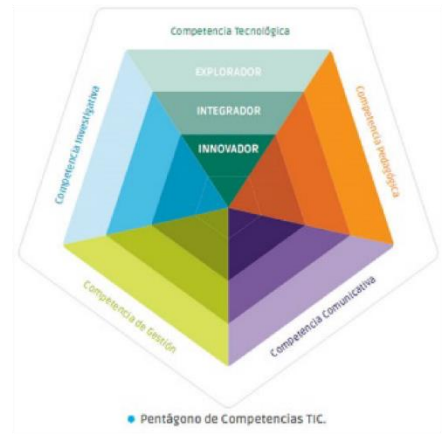 Competencia Tecnológica
EXPLORADOR
INTEGRADOR
INNOVADOR
Competencia Investigativa
Competencia Pedagógica
Competencia de Gestión
Competencia Comunicativa
Pentágono de Competencias TIC.